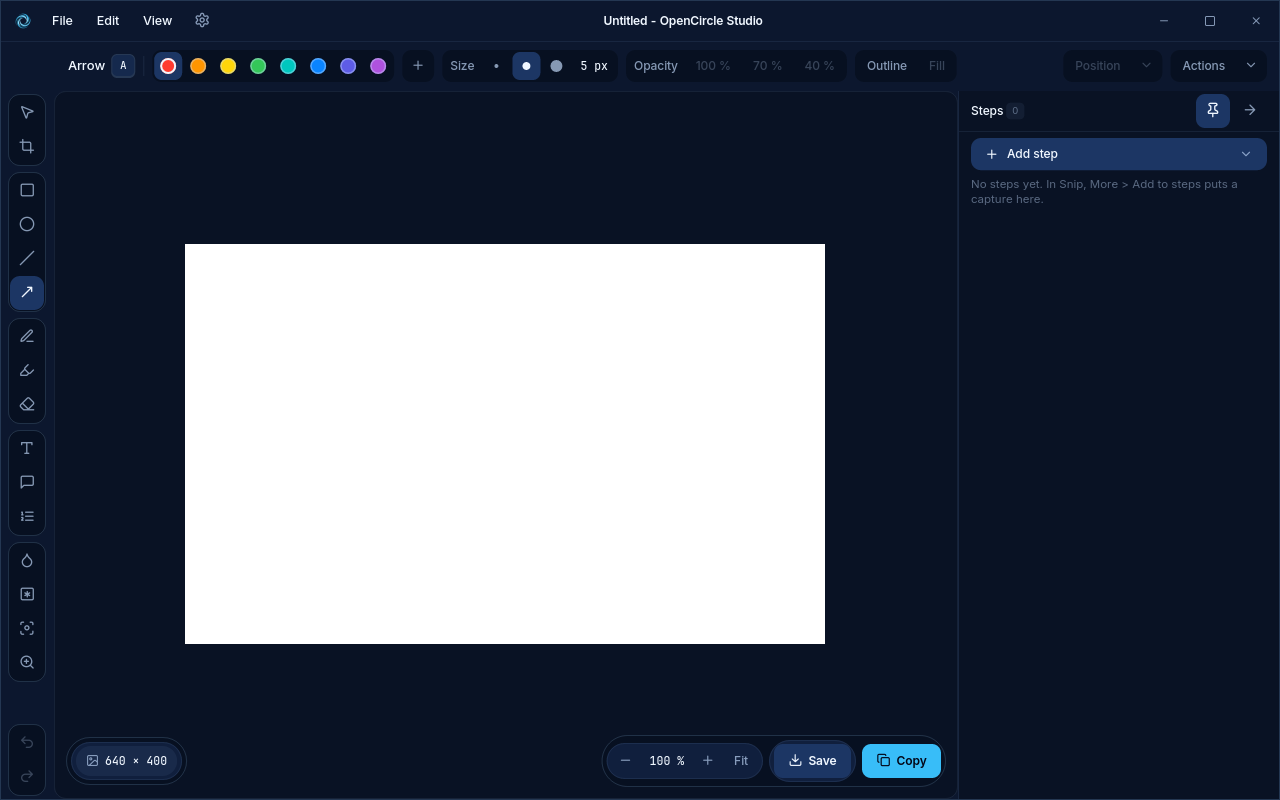 File Edit View Untitled - OpenCircle Studio
Arrow A Size 5 px Opacity 100 % 70 % 40 % Outline Fill Position Actions
Steps 0
Add step
No steps yet. In Snip, More > Add to steps puts a
capture here.
640 × 400 100 % Fit Save Copy